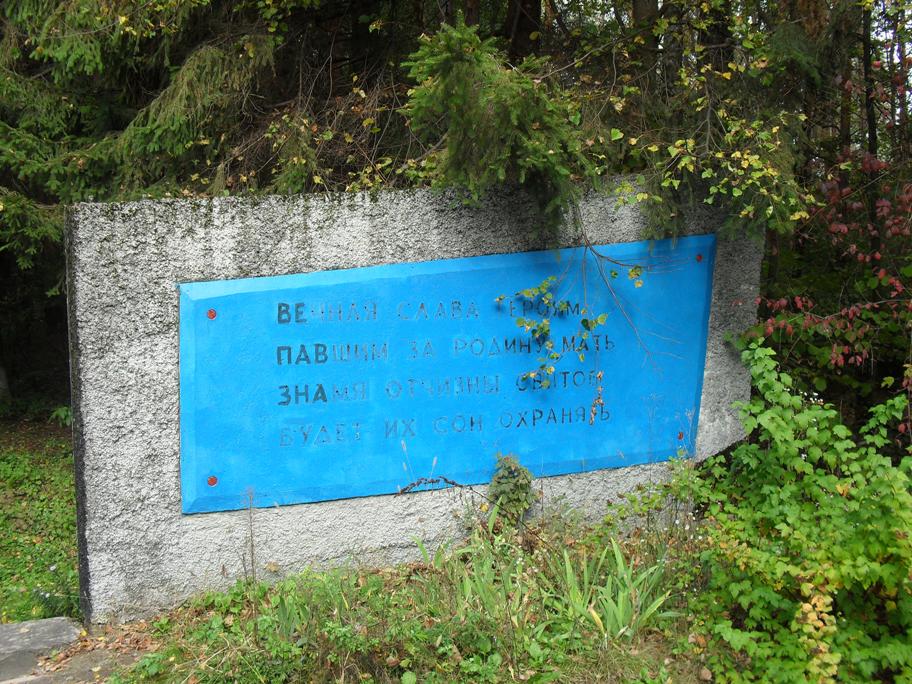 ВЕЧНАЯ СЛАВА ГЕРОЯМ
ПАВШИМ ЗА РОДИНУ МАТЬ
ЗНАМЯ ОТЧИЗНЫ СВЯТОЙ
БУДЕТ ИХ СОН ОХРАНЯТЬ